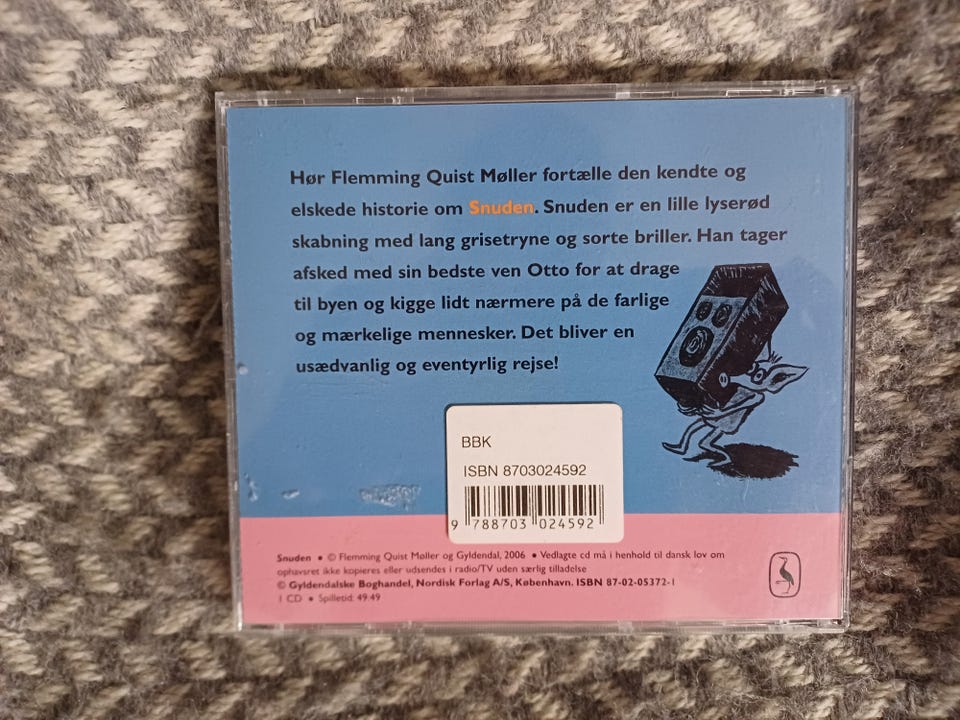 Hør Flemming Quist Møller fortælle den kendte og
elskede historie om Snuden. Snuden er en lille lyserød
skabning med lang grisetryne og sorte briller. Han tager
afsked med sin bedste ven Otto for at drage
til byen og kigge lidt nærmere på de farlige
og mærkelige mennesker. Det bliver en
usædvanlig og eventyrlig rejse!
BBK
ISBN 8703024592
9 788703 024592
Snuden • © Flemming Quist Møller og Gyldendal, 2006 • Vedlagte cd må i henhold til dansk lov om
ophavsret ikke kopieres eller udsendes i radio/TV uden særlig tilladelse
© Gyldendalske Boghandel, Nordisk Forlag A/S, København. ISBN 87-02-05372-1
1 CD • Spilletid: 49:49